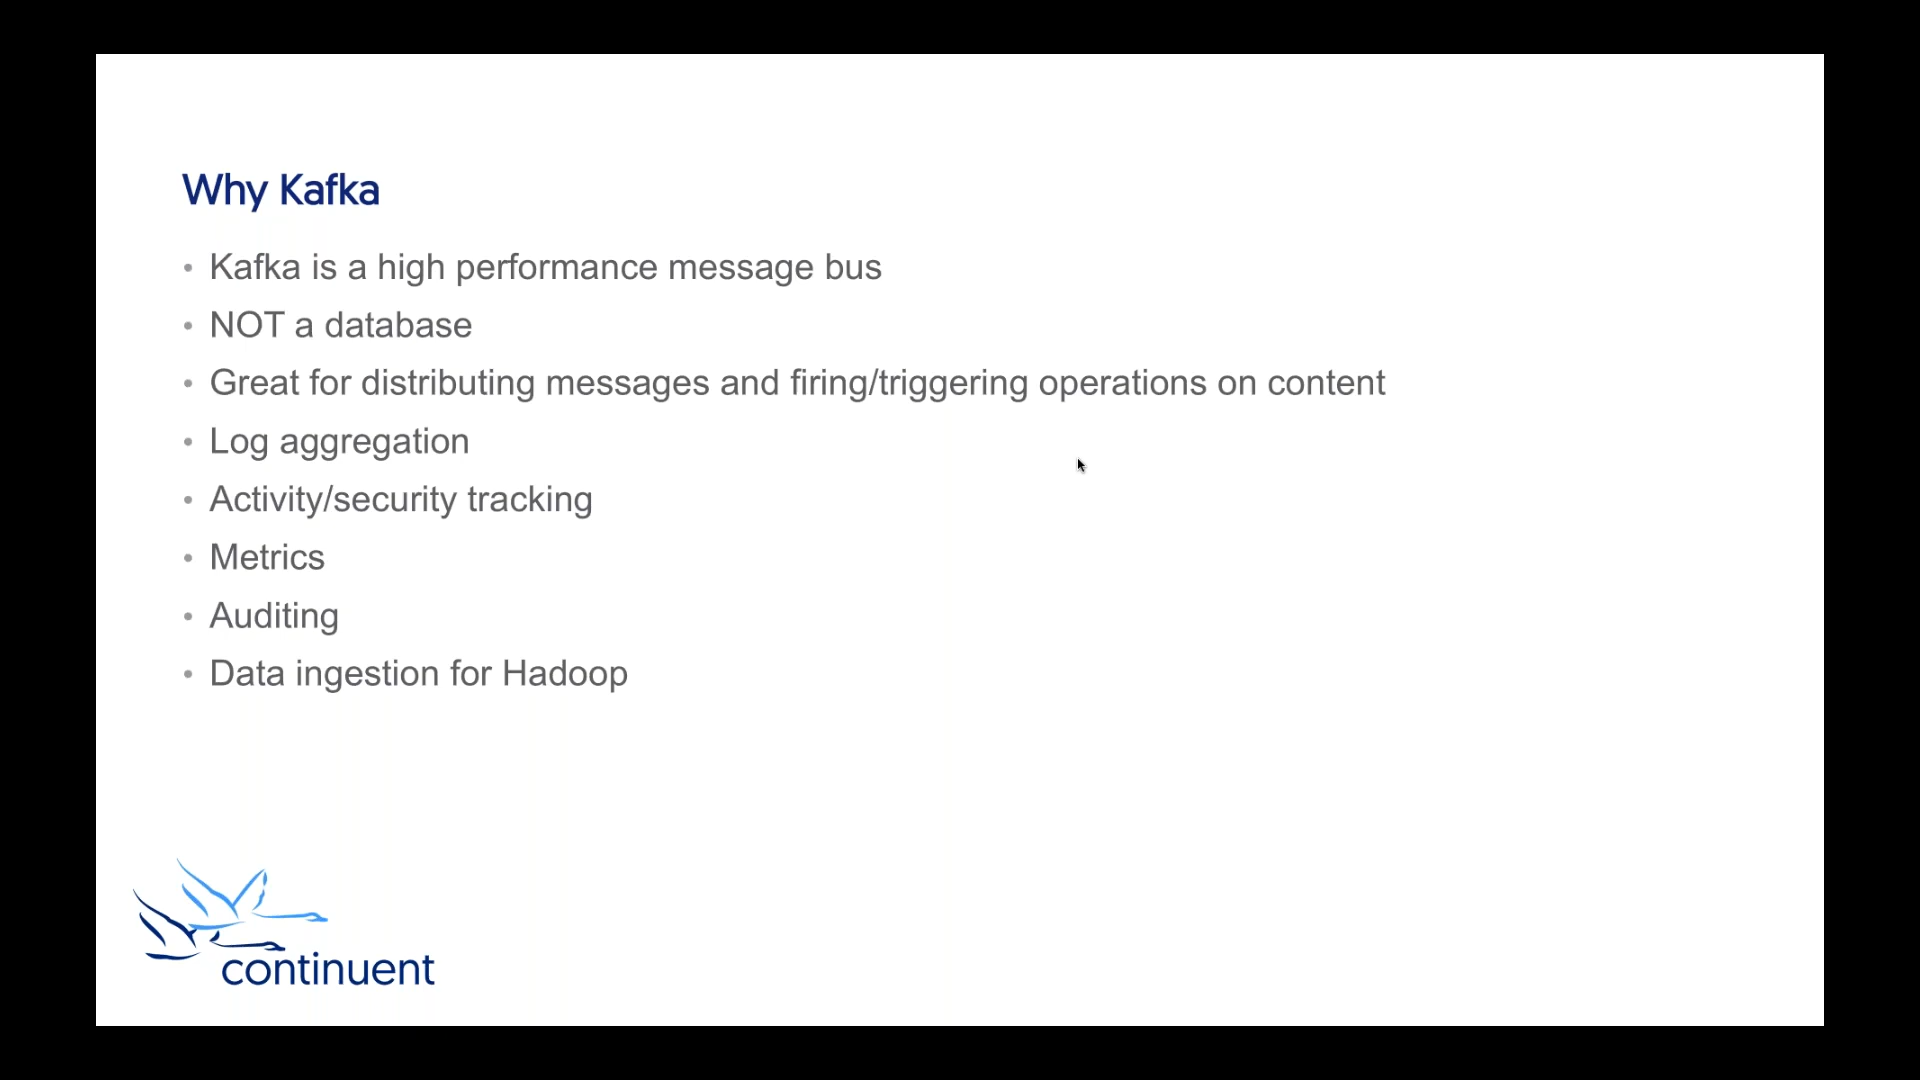 Why Kafka
• Kafka is a high performance message bus
• NOT a database
• Great for distributing messages and firing/triggering operations on content
• Log aggregation
• Activity/security tracking
• Metrics
• Auditing
• Data ingestion for Hadoop
continuent